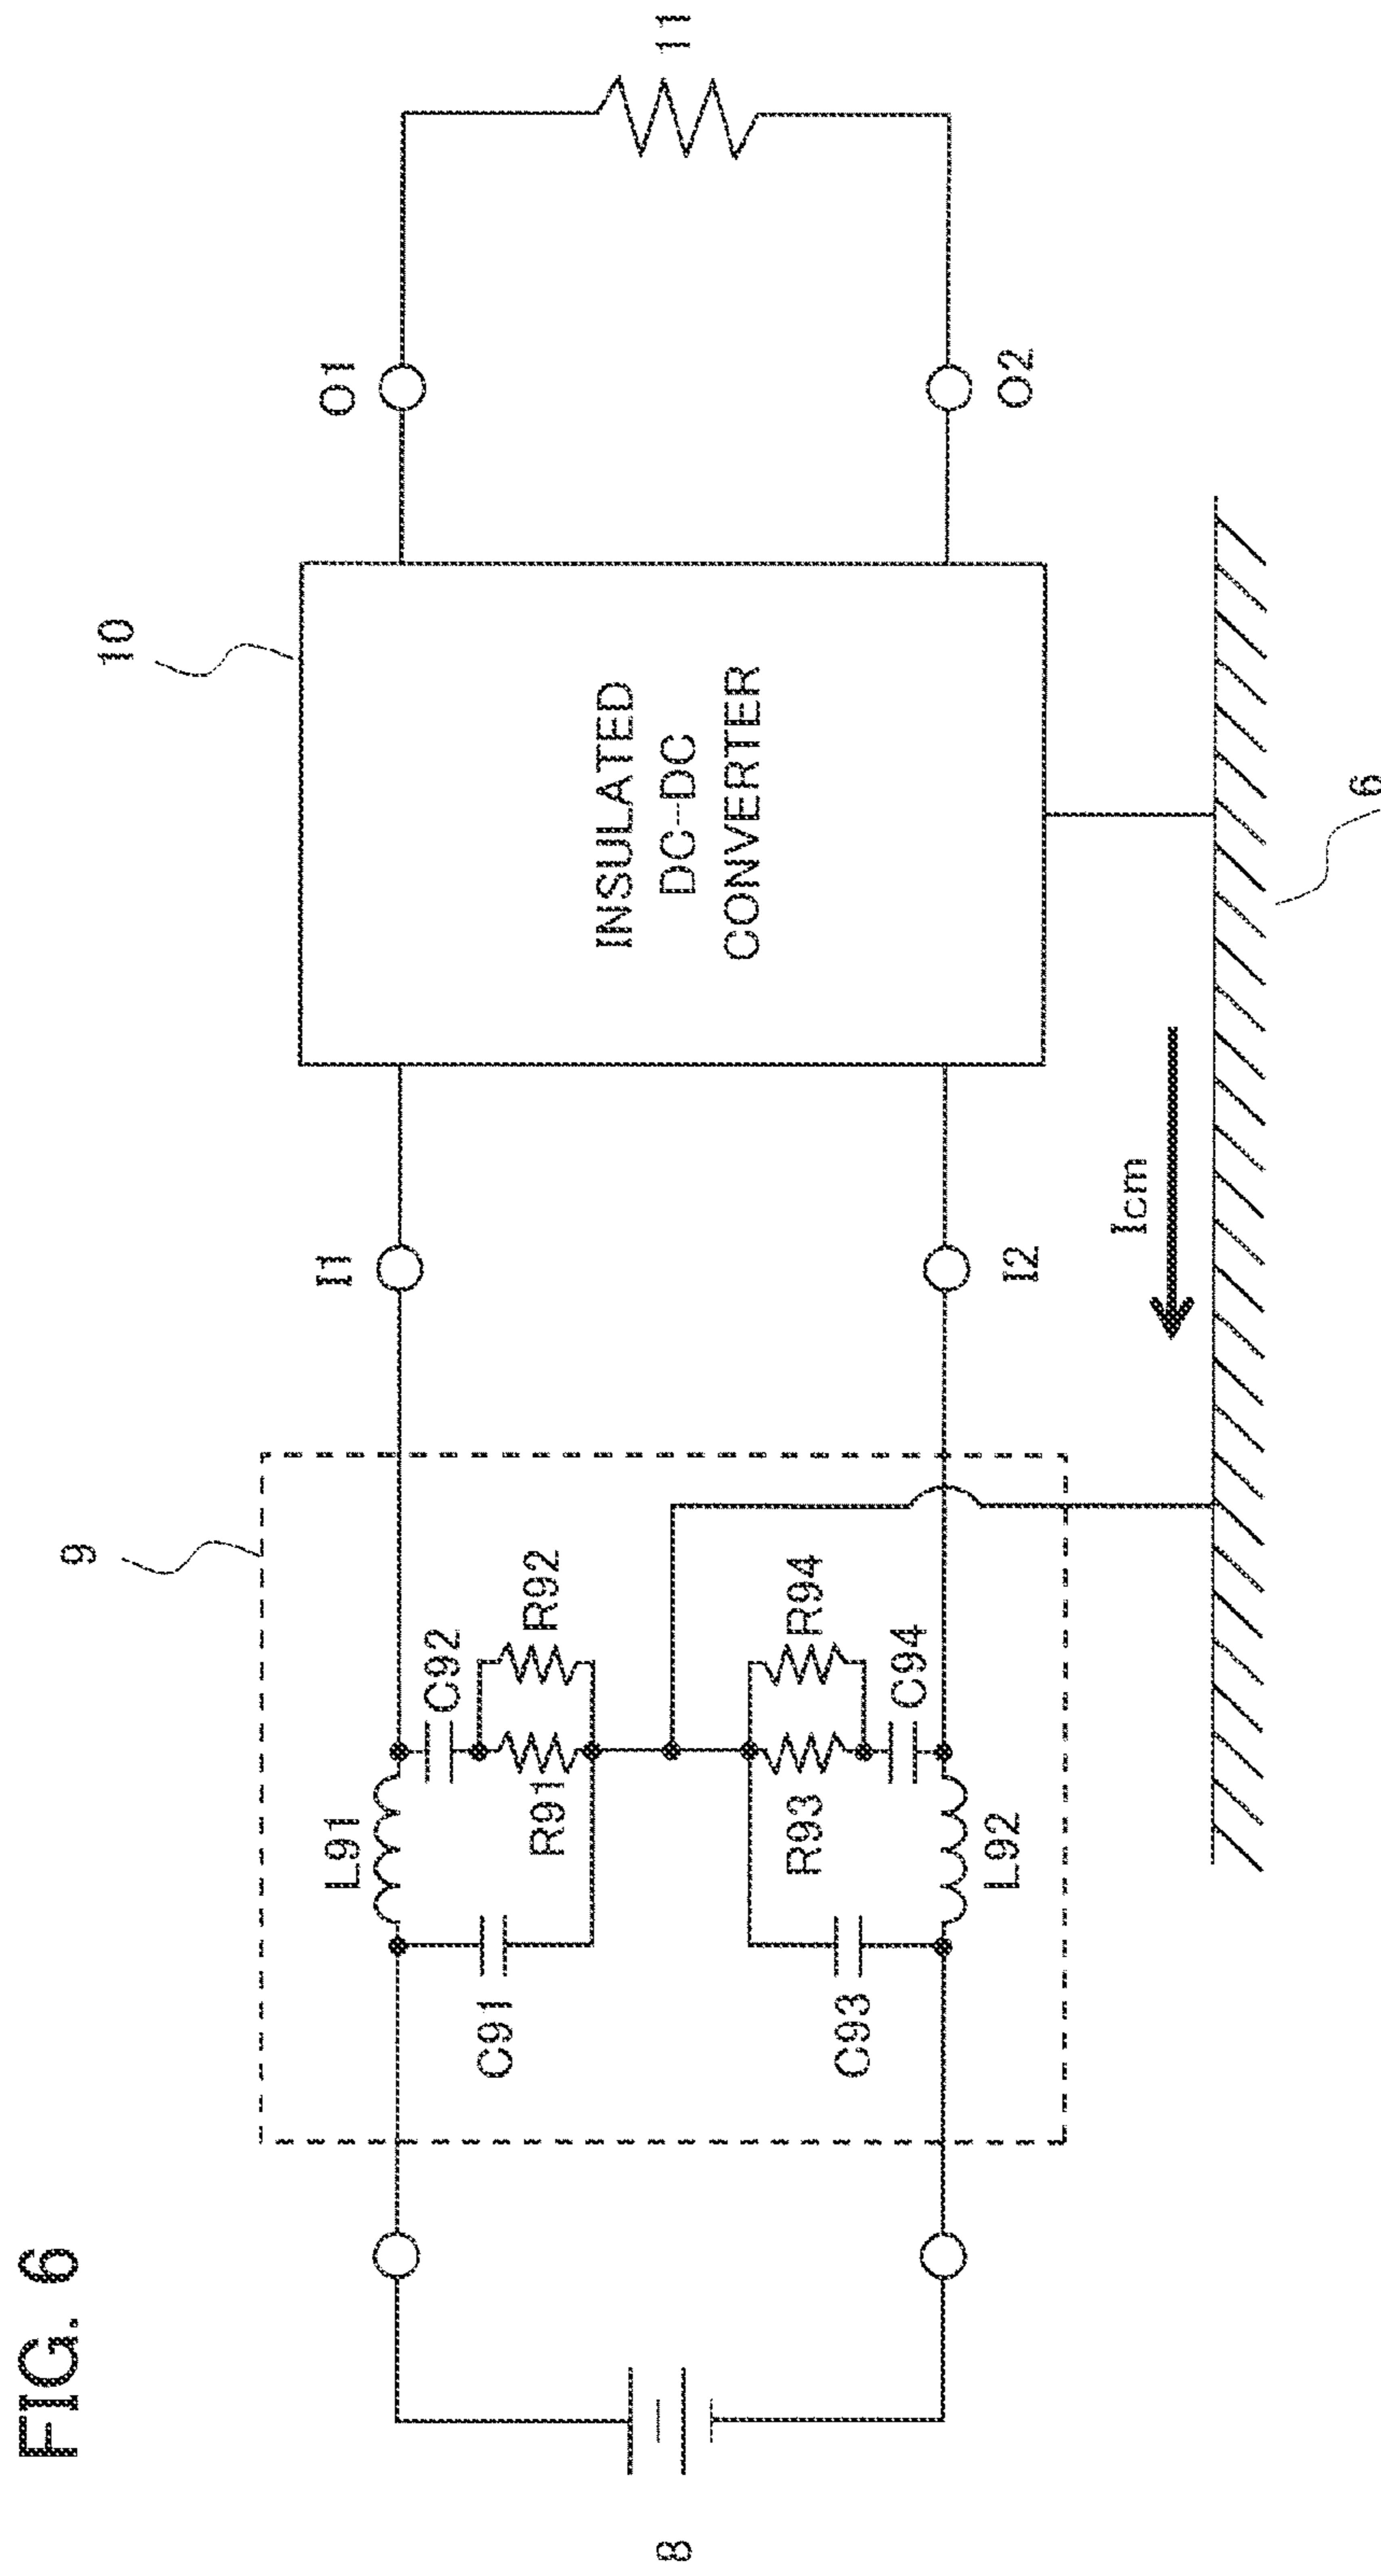 FIG. 6
9
10
L91
I1
O1
C92
R92
C91
R91
8
INSULATED
DC-DC
CONVERTER
11
R93
R94
C93
C94
L92
I2
O2
Icm
6